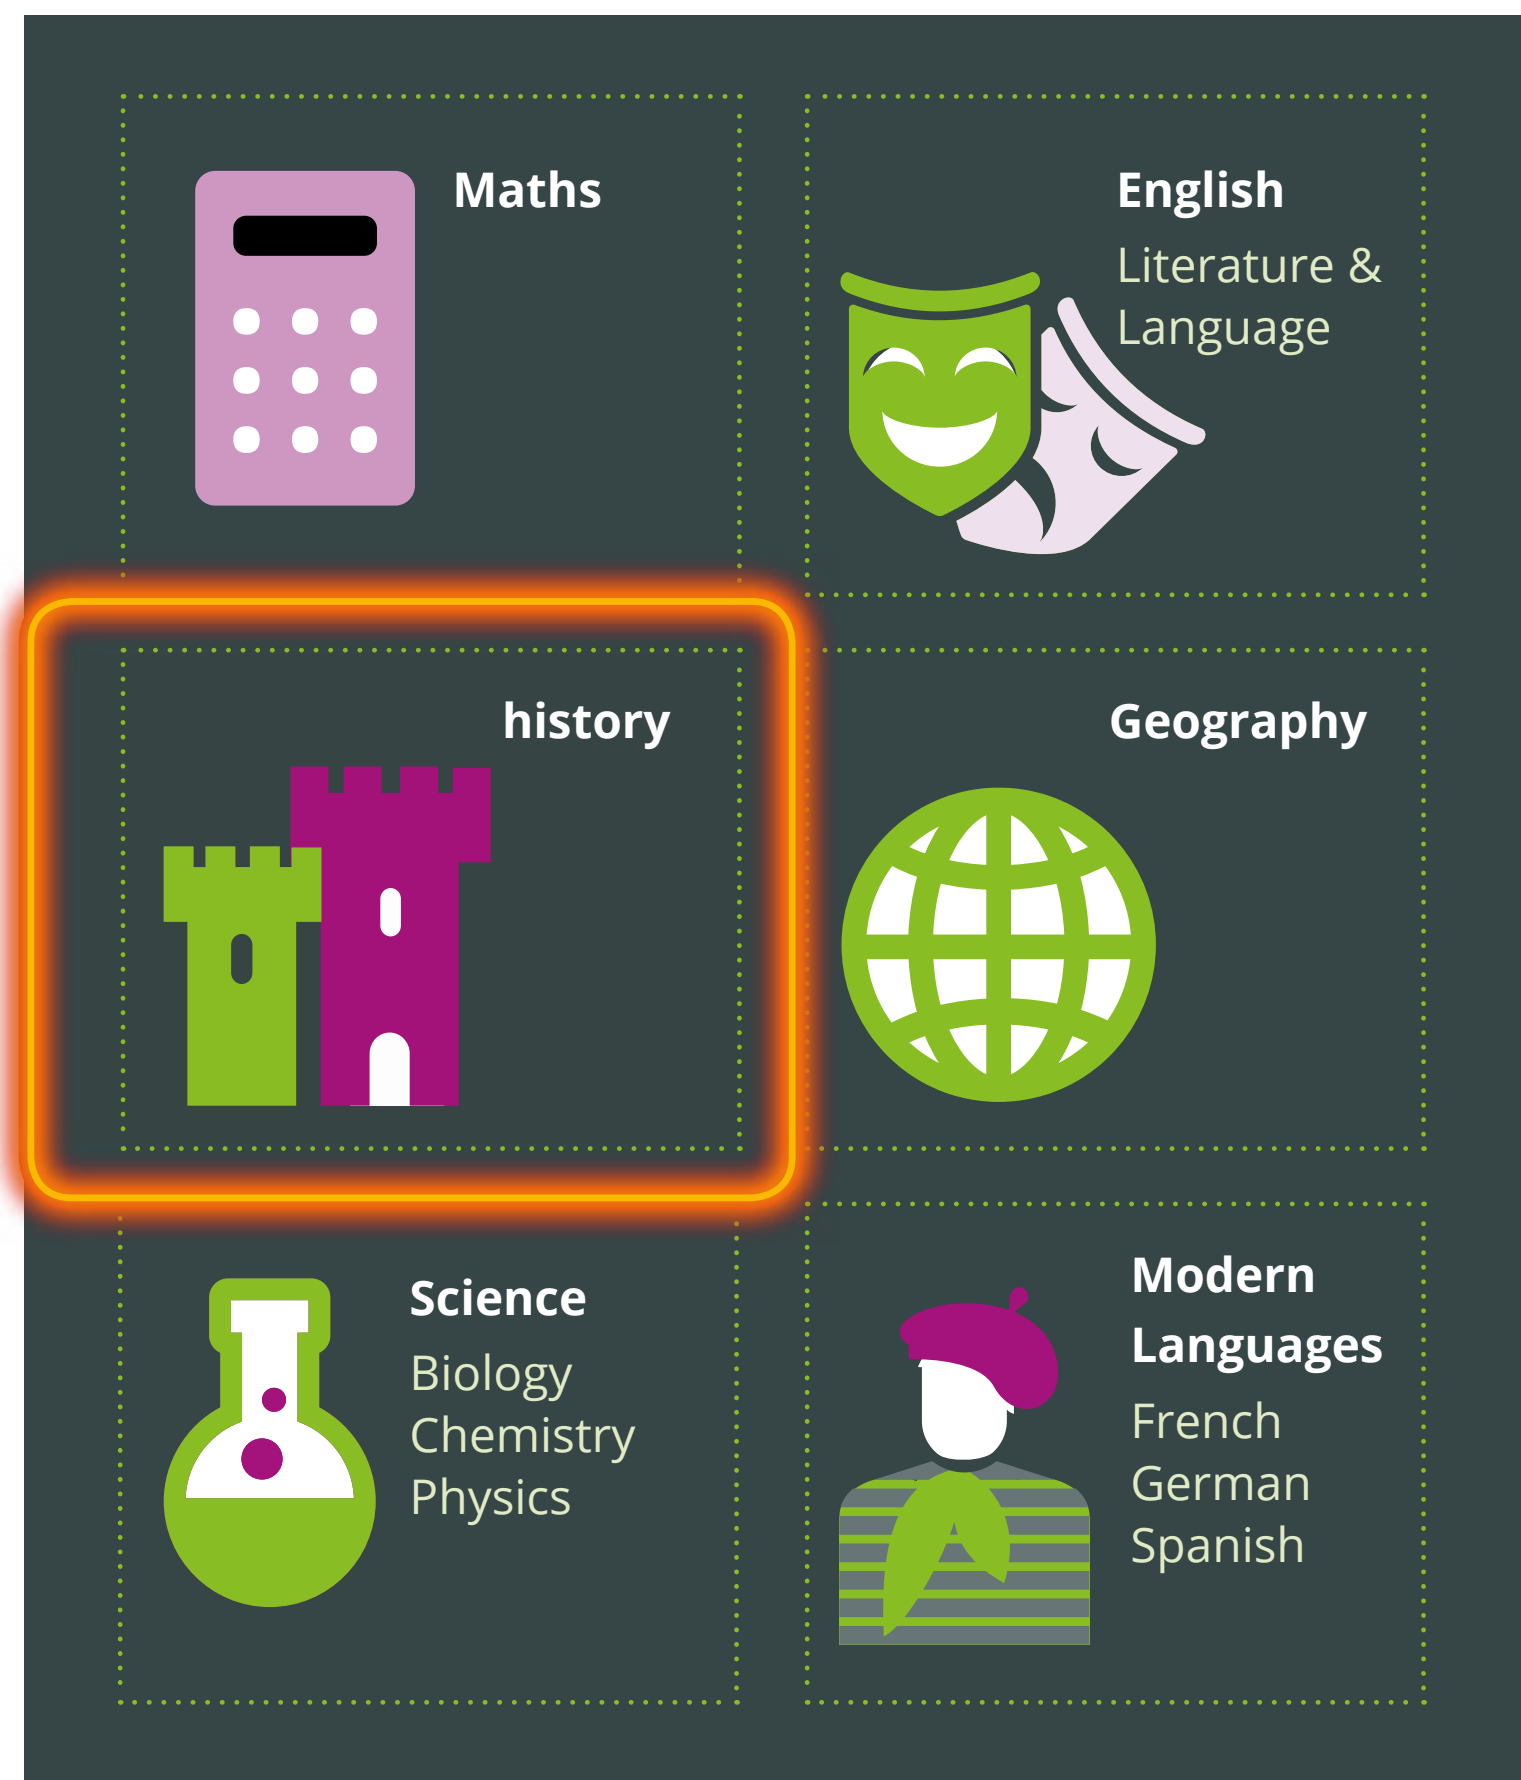 Maths
English
Literature &
Language
history
Geography
Science
Biology
Chemistry
Physics
Modern
Languages
French
German
Spanish